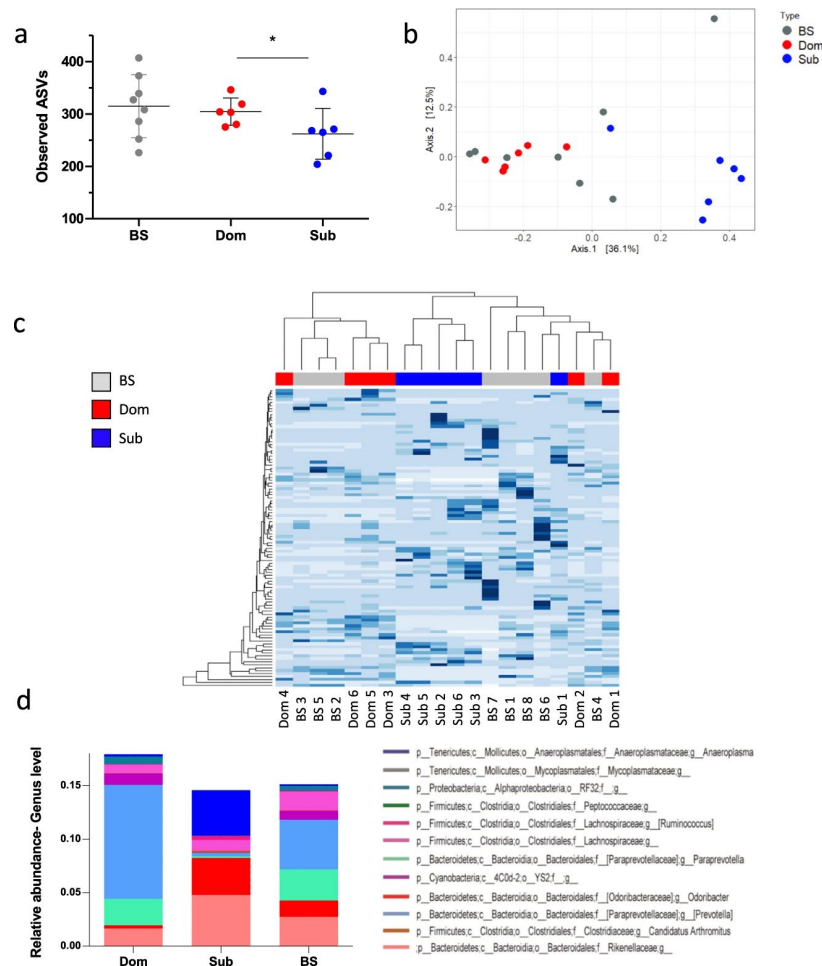 a
*
Observed ASVs
400
300
200
100
BS
Dom
Sub
b
Type
BS
Dom
Sub
Axis.2 [12.5%]
0.4
0.2
0.0
-0.2
-0.2
0.0
0.2
0.4
Axis.1 [36.1%]
c
BS
Dom
Sub
Dom 4
BS 3
BS 5
BS 2
Dom 6
Dom 5
Dom 3
Sub 4
Sub 5
Sub 2
Sub 6
Sub 3
BS 7
BS 1
BS 8
BS 6
Sub 1
Dom 2
BS 4
Dom 1
d
Relative abundance- Genus level
0.15
0.10
0.05
0.00
Dom
Sub
BS
p__Tenericutes;c__Mollicutes;o__Anaeroplasmatales;f__Anaeroplasmataceae;g__Anaeroplasma
p__Tenericutes;c__Mollicutes;o__Mycoplasmatales;f__Mycoplasmataceae;g__
p__Proteobacteria;c__Alphaproteobacteria;o__RF32;f__;g__
p__Firmicutes;c__Clostridia;o__Clostridiales;f__Peptococcaceae;g__
p__Firmicutes;c__Clostridia;o__Clostridiales;f__Lachnospiraceae;g__[Ruminococcus]
p__Firmicutes;c__Clostridia;o__Clostridiales;f__Lachnospiraceae;g__
p__Bacteroidetes;c__Bacteroidia;o__Bacteroidales;f__[Paraprevotellaceae];g__Paraprevotella
p__Cyanobacteria;c__4C0d-2;o__YS2;f__;g__
p__Bacteroidetes;c__Bacteroidia;o__Bacteroidales;f__[Odoribacteraceae];g__Odoribacter
p__Bacteroidetes;c__Bacteroidia;o__Bacteroidales;f__[Paraprevotellaceae];g__[Prevotella]
p__Firmicutes;c__Clostridia;o__Clostridiales;f__Clostridiaceae;g__Candidatus Arthromitus
;p__Bacteroidetes;c__Bacteroidia;o__Bacteroidales;f__Rikenellaceae;g__